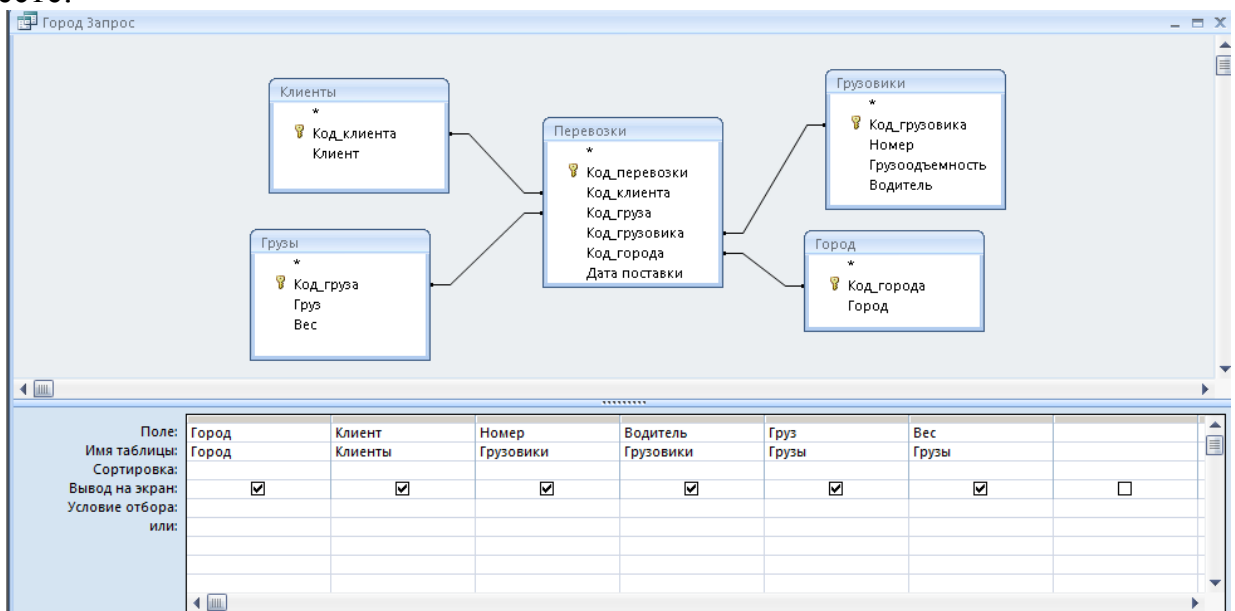 Город Запрос
Клиенты
*
Код_клиента
Клиент
Грузы
*
Код_груза
Груз
Вес
Перевозки
*
Код_перевозки
Код_клиента
Код_груза
Код_грузовика
Код_города
Дата поставки
Грузовики
*
Код_грузовика
Номер
Грузоодъемность
Водитель
Город
*
Код_города
Город
Поле: Город Клиент Номер Водитель Груз Вес
Имя таблицы: Город Клиенты Грузовики Грузовики Грузы Грузы
Сортировка:
Вывод на экран:
Условие отбора:
или: